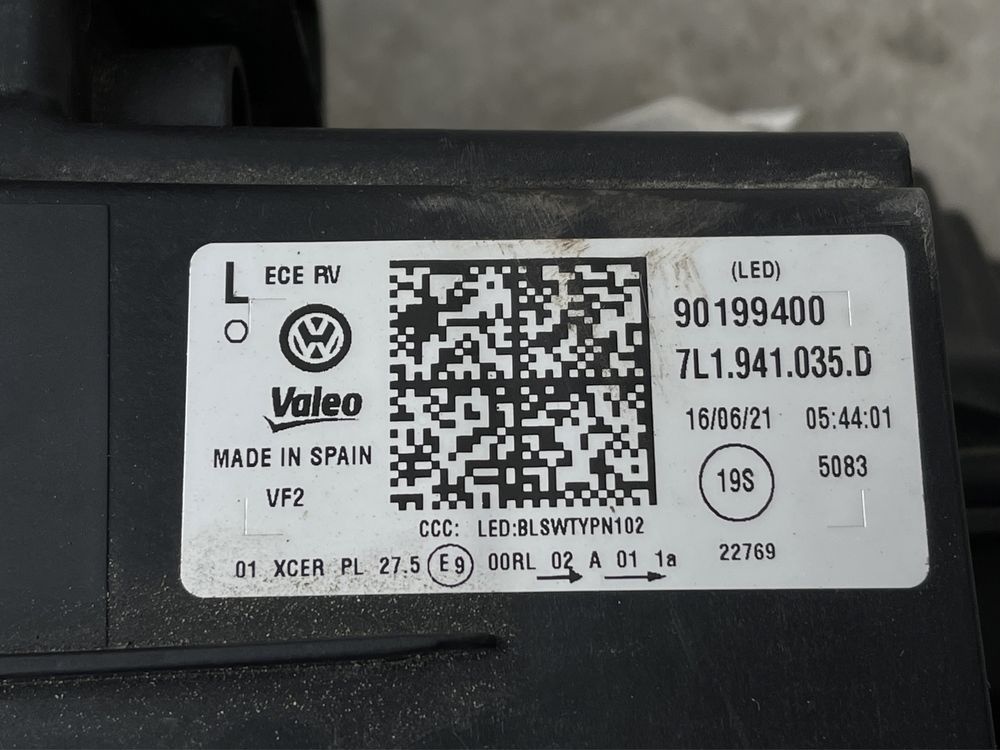 L ECE RV
VW
Valeo
MADE IN SPAIN
VF2
(LED)
90199400
7L1.941.035.D
16/06/21 05:44:01
19S 5083
CCC: LED:BLSWTYPN102
22769
01 XCER PL 27.5 E9 00RL 02 A 01 1a